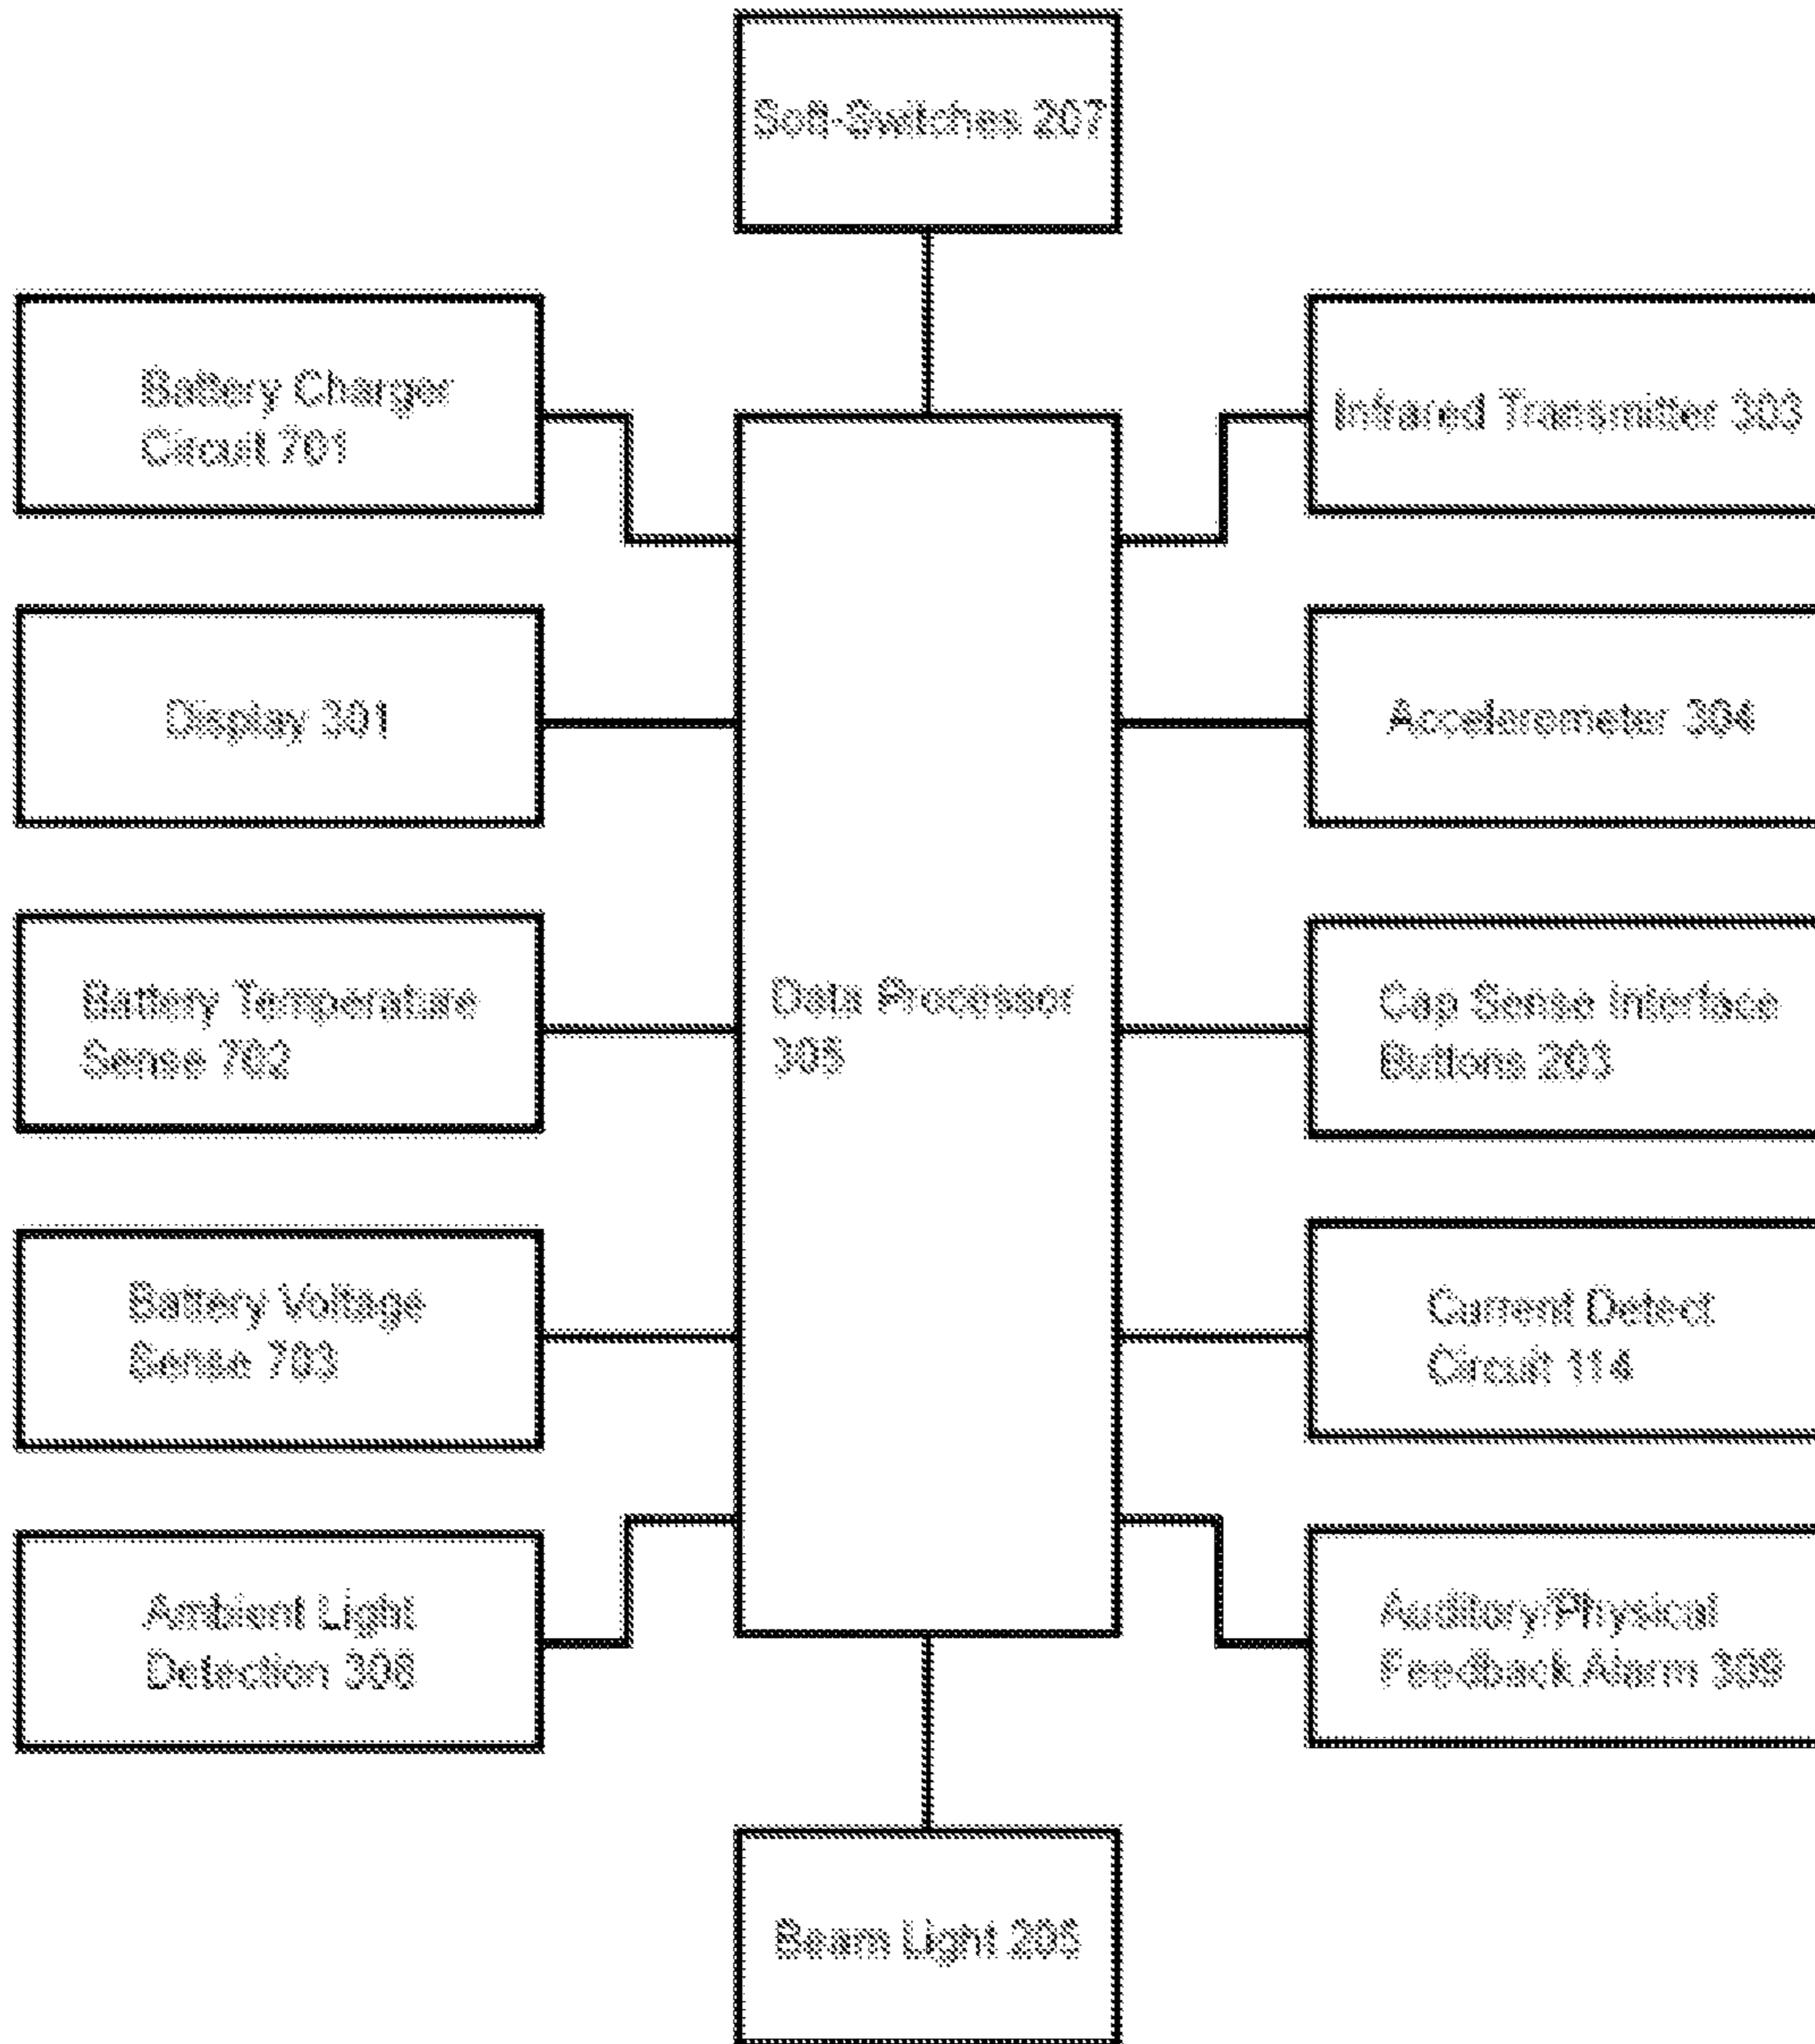 Soft-Switches 207
Battery Charger
Circuit 701
Infrared Transmitter 303
Display 301
Accelerometer 304
Battery Temperature
Sense 702
Data Processor
305
Cap Sense Interface
Buttons 203
Battery Voltage
Sense 703
Current Detect
Circuit 114
Ambient Light
Detection 308
Auditory/Physical
Feedback Alarm 309
Beam Light